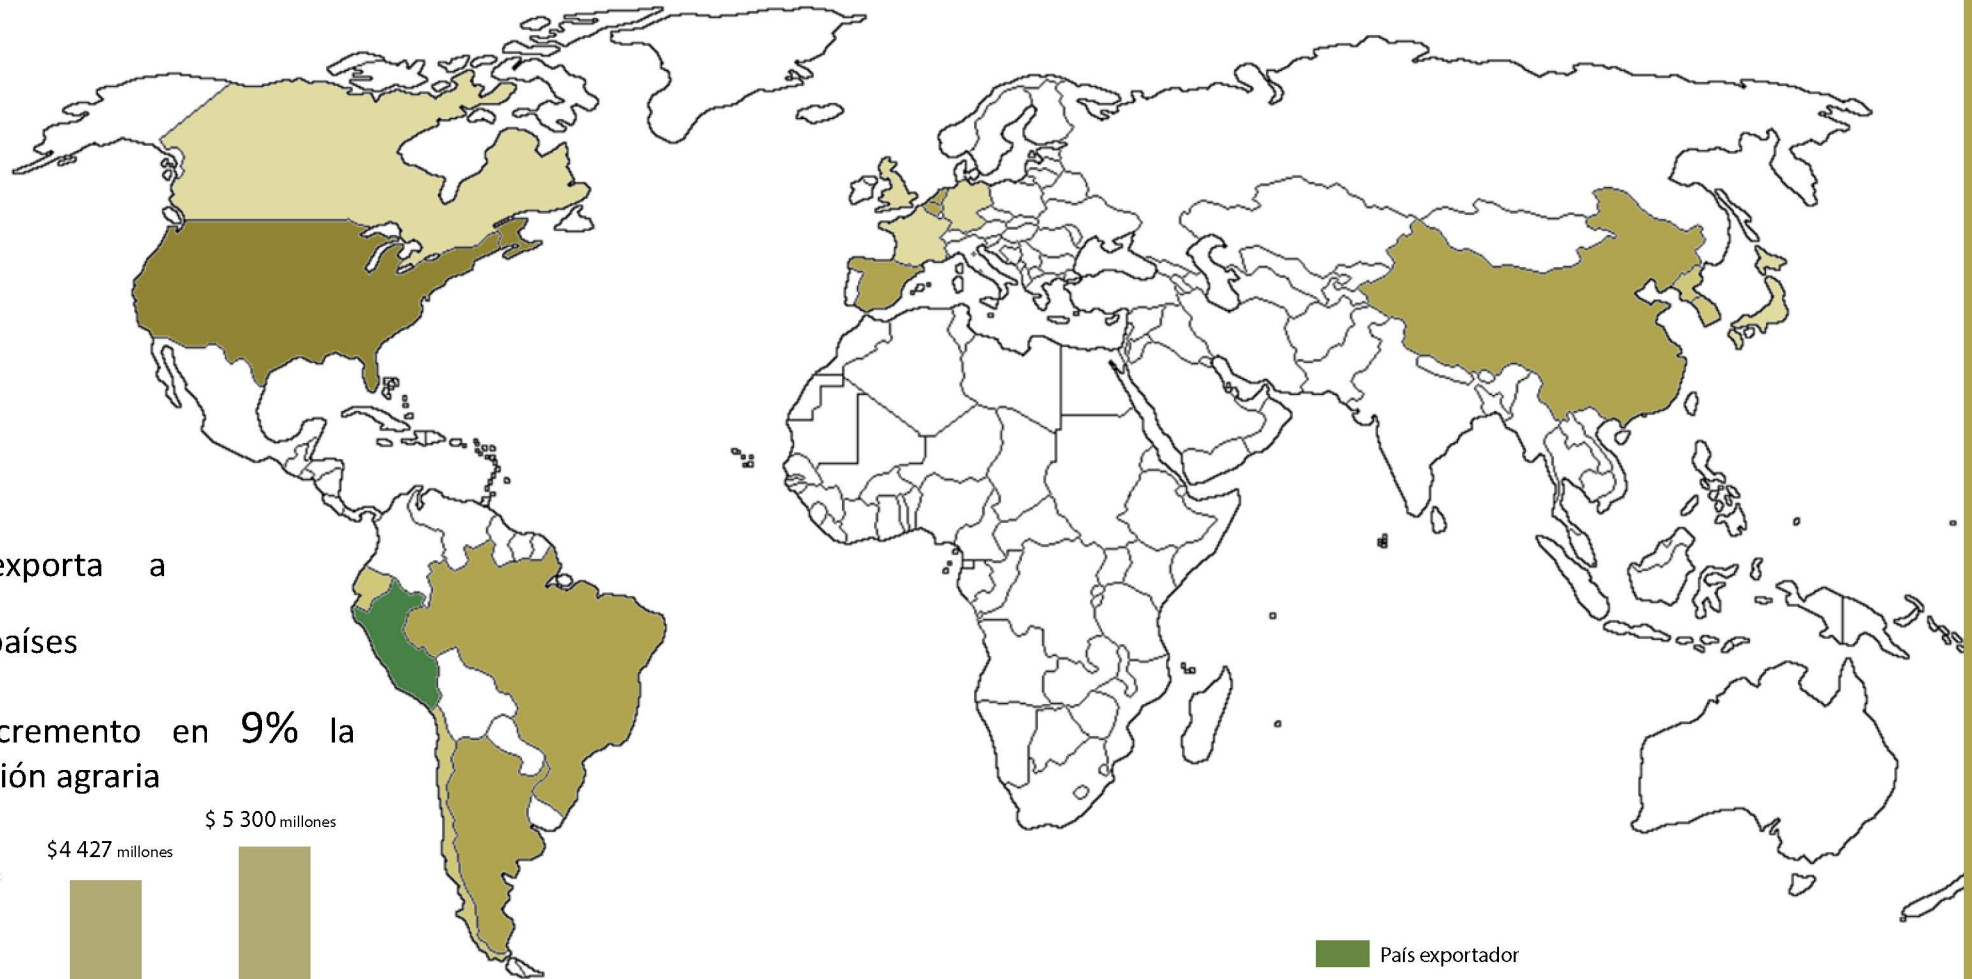 exporta a
países
cremento en 9% la
ión agraria
$ 5 300 millones
$4 427 millones
País exportador